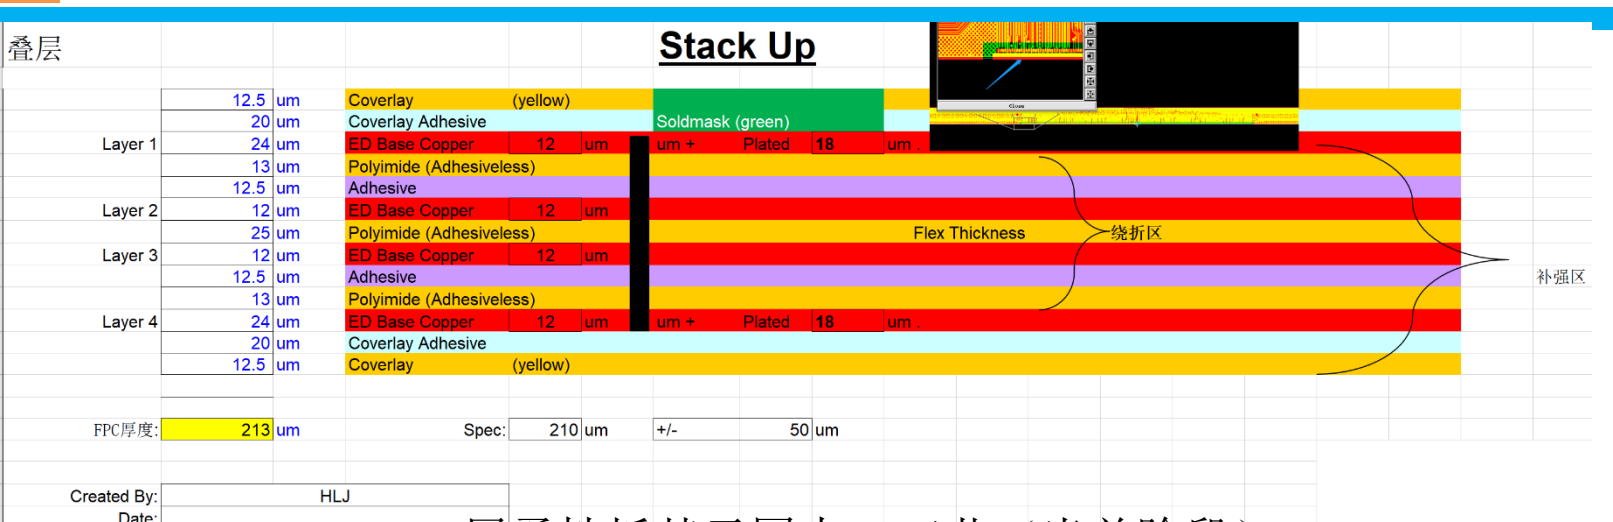 叠层 Stack Up
12.5 um Coverlay (yellow)
20 um Coverlay Adhesive Soldmask (green)
Layer 1 24 um ED Base Copper 12 um um + Plated 18 um .
13 um Polyimide (Adhesiveless)
12.5 um Adhesive
Layer 2 12 um ED Base Copper 12 um
25 um Polyimide (Adhesiveless) Flex Thickness 绕折区
Layer 3 12 um ED Base Copper 12 um
12.5 um Adhesive 补强区
13 um Polyimide (Adhesiveless)
Layer 4 24 um ED Base Copper 12 um um + Plated 18 um .
20 um Coverlay Adhesive
12.5 um Coverlay (yellow)
FPC厚度: 213 um Spec: 210 um +/- 50 um
Created By: HLJ
Date:
Close